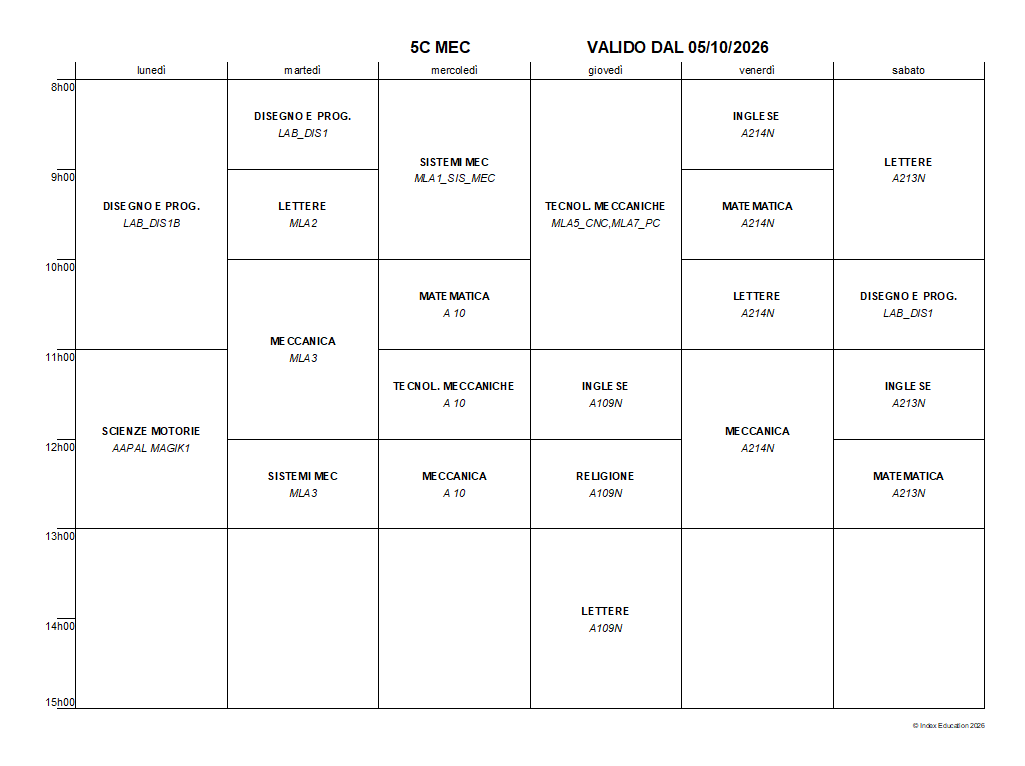 5C MEC VALIDO DAL 05/10/2026
lunedì martedì mercoledì giovedì venerdì sabato
8h00
DISEGNO E PROG.
LAB_DIS1
INGLESE
A214N
SISTEMI MEC
MLA1_SIS_MEC
LETTERE
A213N
9h00
DISEGNO E PROG.
LAB_DIS1B
LETTERE
MLA2
TECNOL. MECCANICHE
MLA5_CNC,MLA7_PC
MATEMATICA
A214N
10h00
MATEMATICA
A 10
LETTERE
A214N
DISEGNO E PROG.
LAB_DIS1
MECCANICA
MLA3
11h00
TECNOL. MECCANICHE
A 10
INGLESE
A109N
INGLESE
A213N
SCIENZE MOTORIE
AAPAL MAGIK1
MECCANICA
A214N
12h00
SISTEMI MEC
MLA3
MECCANICA
A 10
RELIGIONE
A109N
MATEMATICA
A213N
13h00
LETTERE
A109N
14h00
15h00
© Index Education 2026